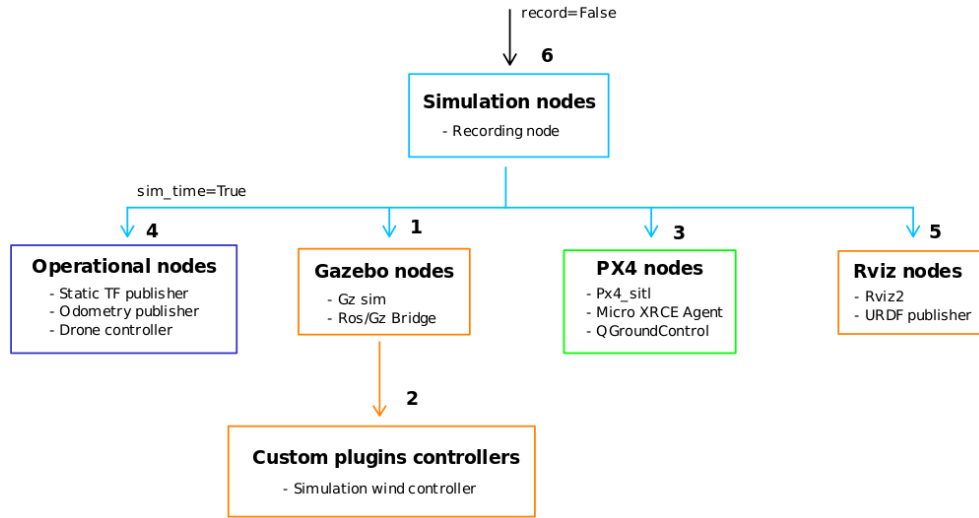 record=False
6
Simulation nodes
- Recording node
sim_time=True
4
Operational nodes
- Static TF publisher
- Odometry publisher
- Drone controller
1
Gazebo nodes
- Gz sim
- Ros/Gz Bridge
3
PX4 nodes
- Px4_sitl
- Micro XRCE Agent
- QGroundControl
5
Rviz nodes
- Rviz2
- URDF publisher
2
Custom plugins controllers
- Simulation wind controller